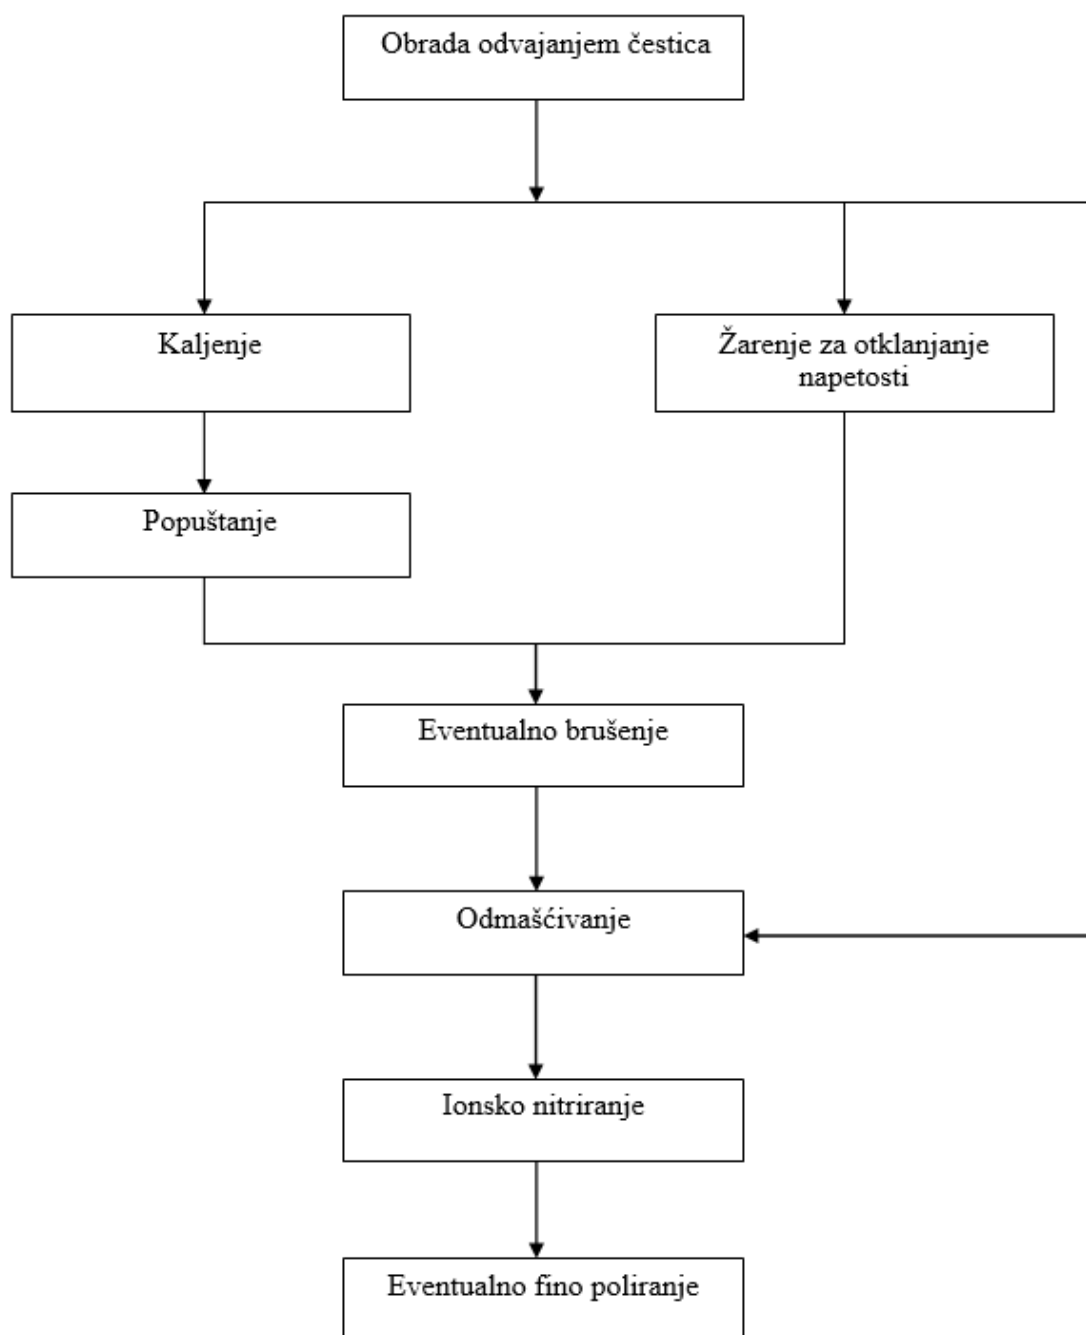 Obrada odvajanjem čestica
Kaljenje
Žarenje za otklanjanje
napetosti
Popuštanje
Eventualno brušenje
Odmašćivanje
Ionsko nitriranje
Eventualno fino poliranje